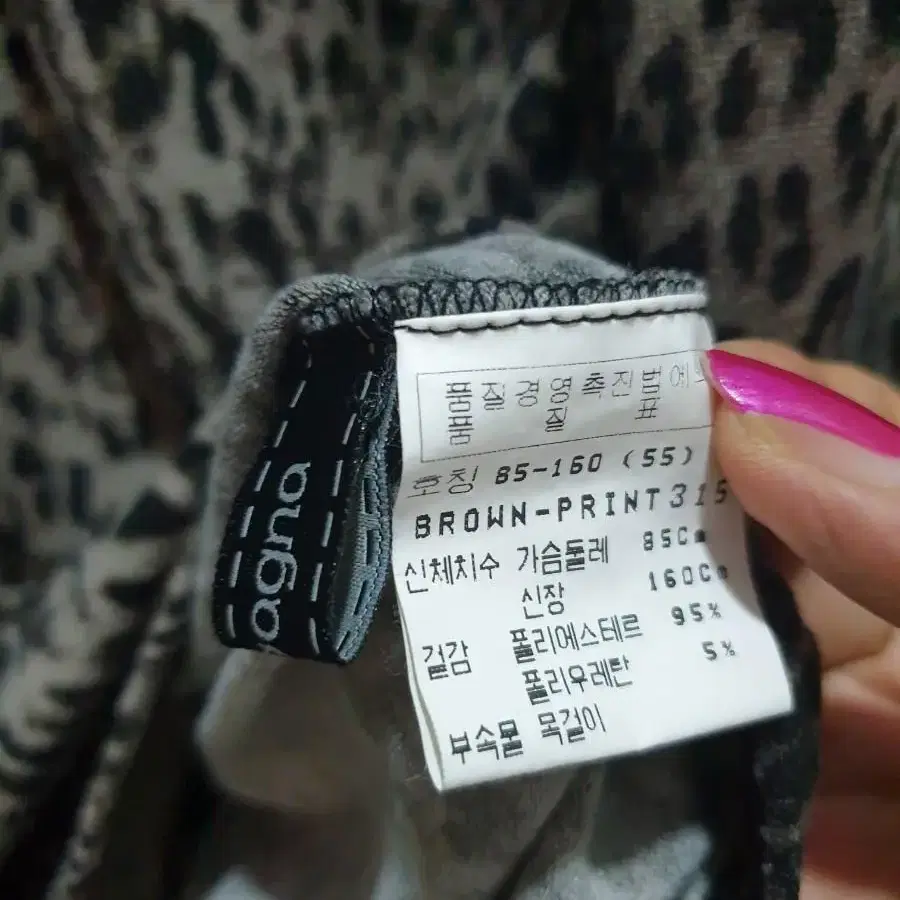 품질경영촉진법에
품 질 표
호칭 85-160 (55)
BROWN-PRINT 315
신체치수 가슴둘레 85Cm
신장 160Cm
겉감 폴리에스테르 95%
폴리우레탄 5%
부속물 목걸이
agna